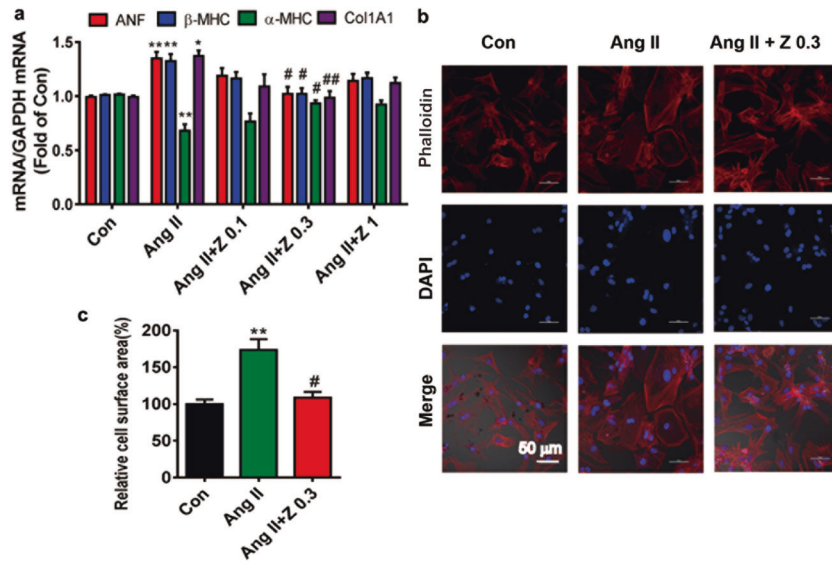 a
ANF β-MHC α-MHC Col1A1
mRNA/GAPDH mRNA
(Fold of Con)
1.5
1.0
0.5
0.0
** ** ** *
# # # ##
Con
Ang II
Ang II+Z 0.1
Ang II+Z 0.3
Ang II+Z 1
b
Con Ang II Ang II + Z 0.3
Phalloidin
DAPI
Merge
50 μm
c
Relative cell surface area(%)
200
150
100
50
0
**
#
Con
Ang II
Ang II+Z 0.3